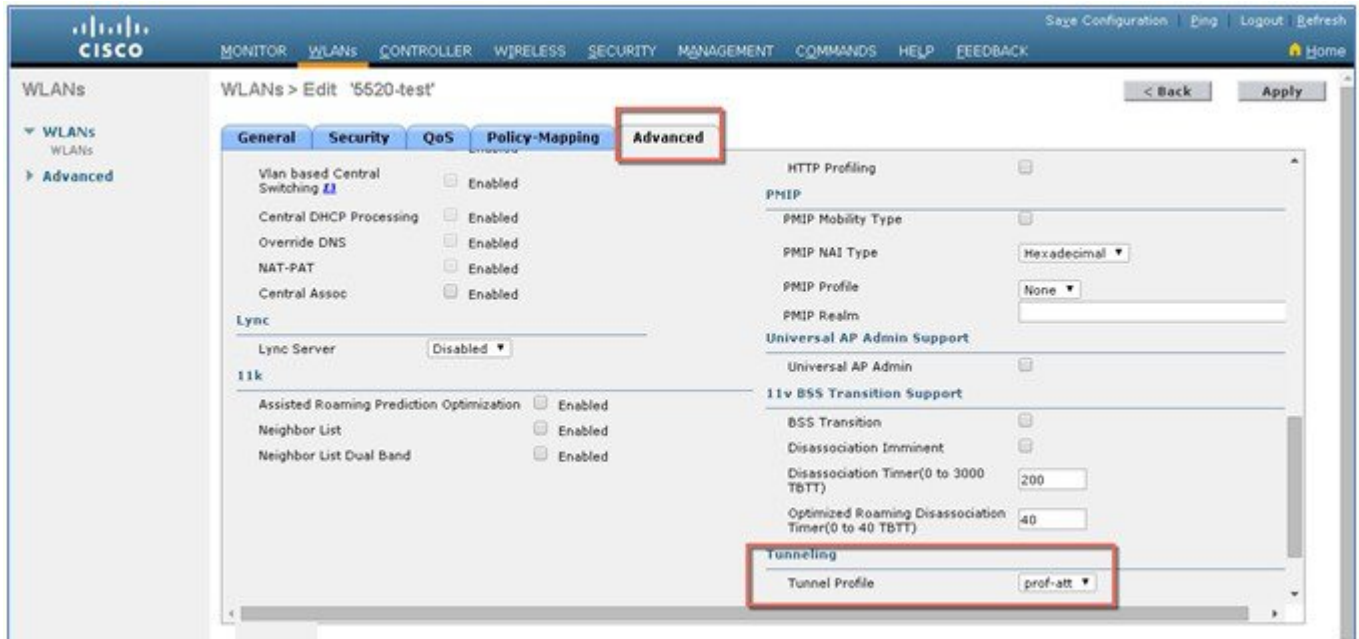 Save Configuration Ping Logout Refresh
CISCO
MONITOR WLANs CONTROLLER WIRELESS SECURITY MANAGEMENT COMMANDS HELP FEEDBACK
Home
WLANs
WLANs
WLANs
Advanced
WLANs > Edit '5520-test'
< Back
Apply
General Security QoS Policy-Mapping Advanced
Enabled
Vlan based Central
Switching
Enabled
Central DHCP Processing Enabled
Override DNS Enabled
NAT-PAT Enabled
Central Assoc Enabled
Lync
Lync Server Disabled
11k
Assisted Roaming Prediction Optimization Enabled
Neighbor List Enabled
Neighbor List Dual Band Enabled
HTTP Profiling
PMIP
PMIP Mobility Type
PMIP NAI Type Hexadecimal
PMIP Profile None
PMIP Realm
Universal AP Admin Support
Universal AP Admin
11v BSS Transition Support
BSS Transition
Disassociation Imminent
Disassociation Timer(0 to 3000
TBTT)
200
Optimized Roaming Disassociation
Timer(0 to 40 TBTT)
40
Tunneling
Tunnel Profile prof-att